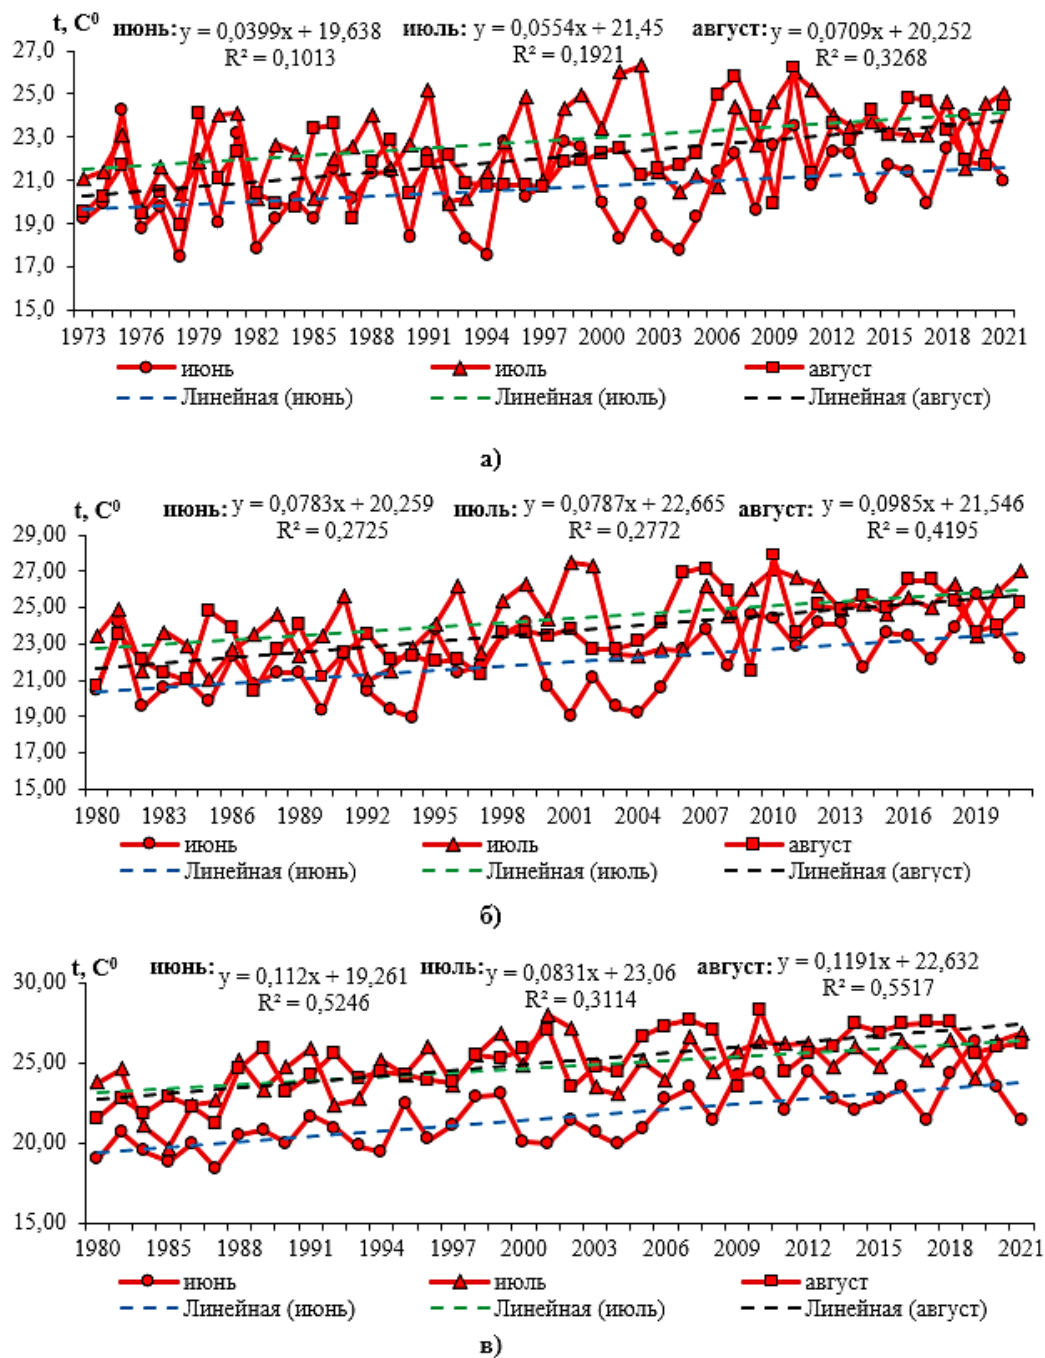 t, C⁰ июнь: y = 0,0399x + 19,638 июль: y = 0,0554x + 21,45 август: y = 0,0709x + 20,252
R² = 0,1013 R² = 0,1921 R² = 0,3268
27,0
25,0
23,0
21,0
19,0
17,0
15,0
1973 1976 1979 1982 1985 1988 1991 1994 1997 2000 2003 2006 2009 2012 2015 2018 2021
июнь июль август
Линейная (июнь) Линейная (июль) Линейная (август)
а)
t, C⁰ июнь: y = 0,0783x + 20,259 июль: y = 0,0787x + 22,665 август: y = 0,0985x + 21,546
R² = 0,2725 R² = 0,2772 R² = 0,4195
29,00
27,00
25,00
23,00
21,00
19,00
17,00
15,00
1980 1983 1986 1989 1992 1995 1998 2001 2004 2007 2010 2013 2016 2019
июнь июль август
Линейная (июнь) Линейная (июль) Линейная (август)
б)
t, C⁰ июнь: y = 0,112x + 19,261 июль: y = 0,0831x + 23,06 август: y = 0,1191x + 22,632
R² = 0,5246 R² = 0,3114 R² = 0,5517
30,00
25,00
20,00
15,00
1980 1985 1988 1991 1994 1997 2000 2003 2006 2009 2012 2015 2018 2021
июнь июль август
Линейная (июнь) Линейная (июль) Линейная (август)
в)